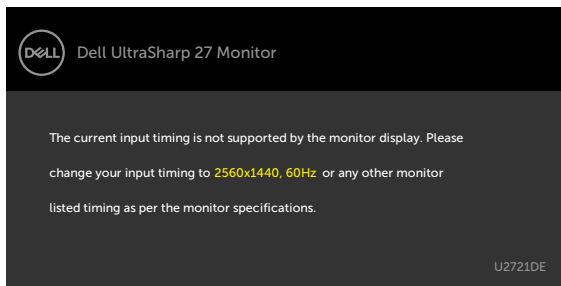 DELL
Dell UltraSharp 27 Monitor
The current input timing is not supported by the monitor display. Please
change your input timing to 2560x1440, 60Hz or any other monitor
listed timing as per the monitor specifications.
U2721DE